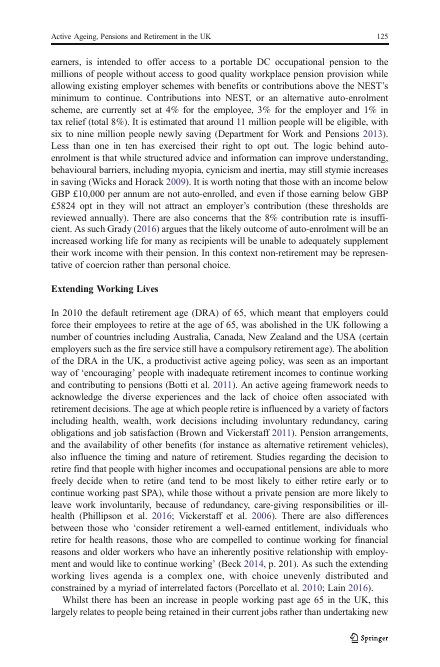 Active Ageing, Pensions and Retirement in the UK 125
earners, is intended to offer access to a portable DC occupational pension to the
millions of people without access to good quality workplace pension provision while
allowing existing employer schemes with benefits or contributions above the NEST's
minimum to continue. Contributions into NEST, or an alternative auto-enrolment
scheme, are currently set at 4% for the employee, 3% for the employer and 1% in
tax relief (total 8%). It is estimated that around 11 million people will be eligible, with
six to nine million people newly saving (Department for Work and Pensions 2013).
Less than one in ten has exercised their right to opt out. The logic behind auto-
enrolment is that while structured advice and information can improve understanding,
behavioural barriers, including myopia, cynicism and inertia, may still stymie increases
in saving (Wicks and Horack 2009). It is worth noting that those with an income below
GBP £10,000 per annum are not auto-enrolled, and even if those earning below GBP
£5824 opt in they will not attract an employer's contribution (these thresholds are
reviewed annually). There are also concerns that the 8% contribution rate is insuffi-
cient. As such Grady (2016) argues that the likely outcome of auto-enrolment will be an
increased working life for many as recipients will be unable to adequately supplement
their work income with their pension. In this context non-retirement may be represen-
tative of coercion rather than personal choice.
Extending Working Lives
In 2010 the default retirement age (DRA) of 65, which meant that employers could
force their employees to retire at the age of 65, was abolished in the UK following a
number of countries including Australia, Canada, New Zealand and the USA (certain
employers such as the fire service still have a compulsory retirement age). The abolition
of the DRA in the UK, a productivist active ageing policy, was seen as an important
way of 'encouraging' people with inadequate retirement incomes to continue working
and contributing to pensions (Botti et al. 2011). An active ageing framework needs to
acknowledge the diverse experiences and the lack of choice often associated with
retirement decisions. The age at which people retire is influenced by a variety of factors
including health, wealth, work decisions including involuntary redundancy, caring
obligations and job satisfaction (Brown and Vickerstaff 2011). Pension arrangements,
and the availability of other benefits (for instance as alternative retirement vehicles),
also influence the timing and nature of retirement. Studies regarding the decision to
retire find that people with higher incomes and occupational pensions are able to more
freely decide when to retire (and tend to be most likely to either retire early or to
continue working past SPA), while those without a private pension are more likely to
leave work involuntarily, because of redundancy, care-giving responsibilities or ill-
health (Phillipson et al. 2016; Vickerstaff et al. 2006). There are also differences
between those who 'consider retirement a well-earned entitlement, individuals who
retire for health reasons, those who are compelled to continue working for financial
reasons and older workers who have an inherently positive relationship with employ-
ment and would like to continue working' (Beck 2014, p. 201). As such the extending
working lives agenda is a complex one, with choice unevenly distributed and
constrained by a myriad of interrelated factors (Porcellato et al. 2010; Lain 2016).
Whilst there has been an increase in people working past age 65 in the UK, this
largely relates to people being retained in their current jobs rather than undertaking new
Springer